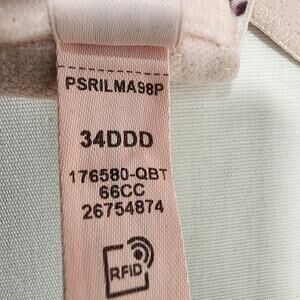 PSRILMA98P
34DDD
176580-QBT
66CC
26754874
RFID